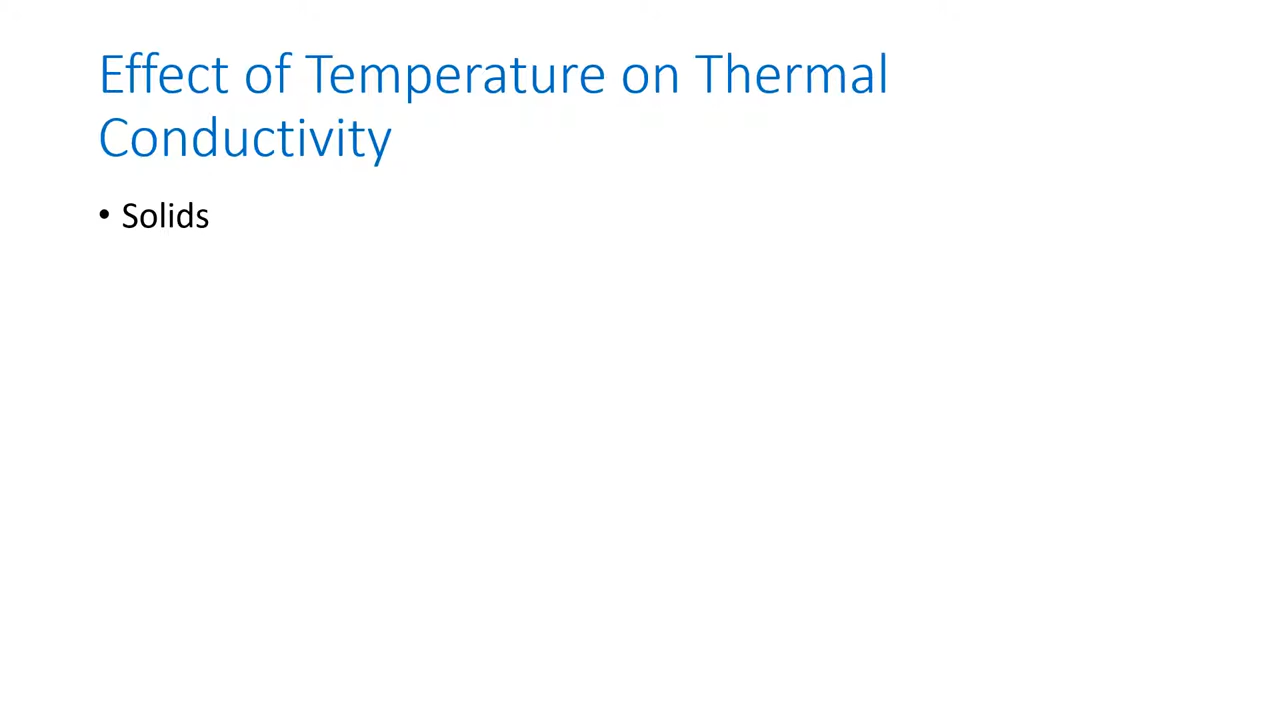 Effect of Temperature on Thermal
Conductivity
• Solids